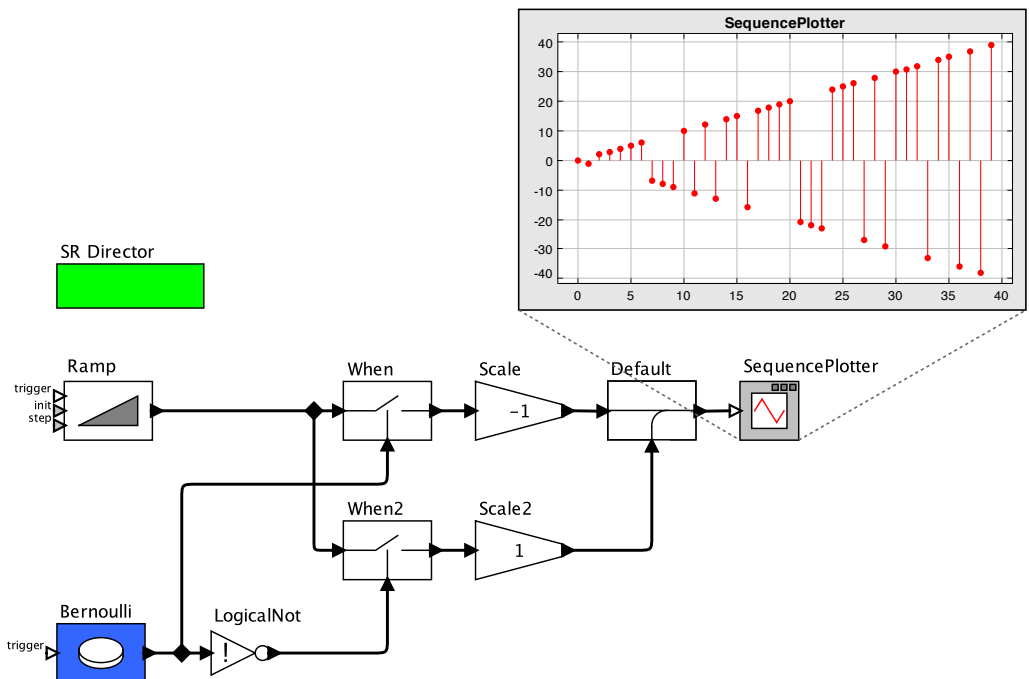 SequencePlotter
40
30
20
10
0
-10
-20
-30
-40
0 5 10 15 20 25 30 35 40
SR Director
Ramp
trigger
init
step
When
Scale
-1
Default
SequencePlotter
When2
Scale2
1
Bernoulli
trigger
LogicalNot
!